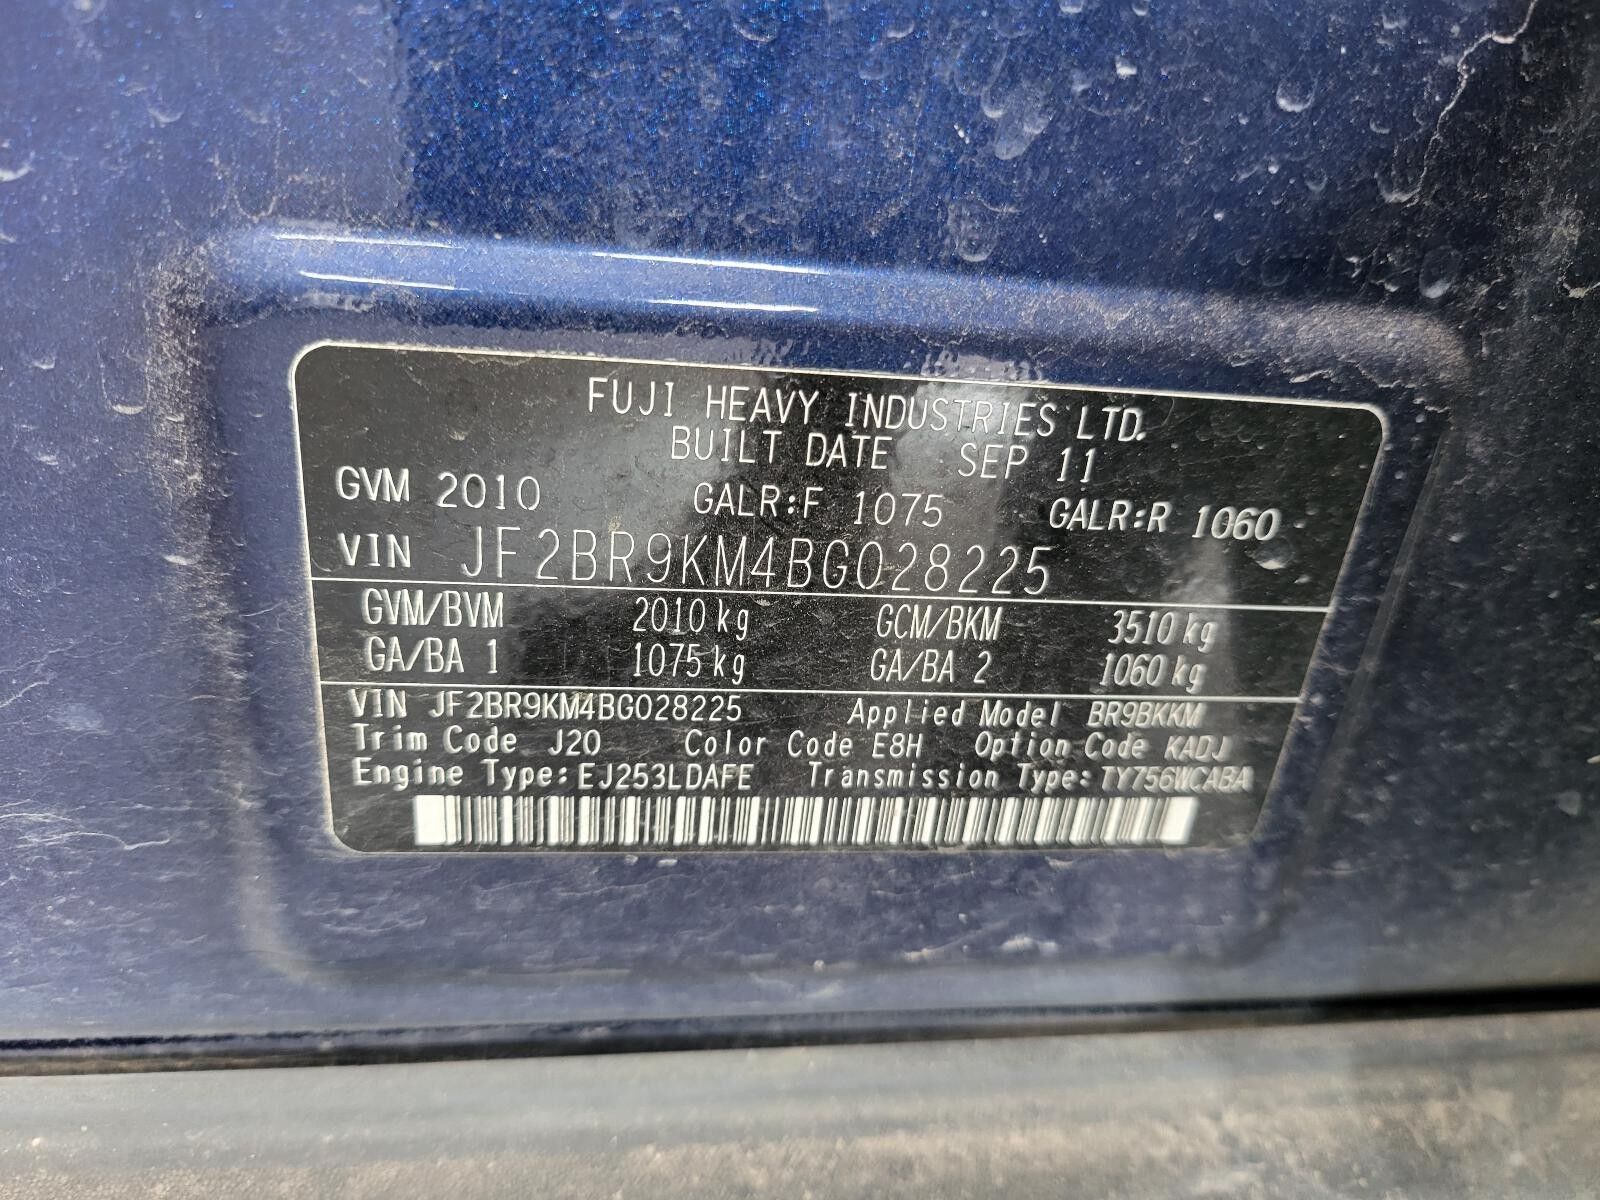 FUJI HEAVY INDUSTRIES LTD.
BUILT DATE SEP 11
GVM 2010 GALR:F 1075 GALR:R 1060
VIN JF2BR9KM4BG028225
GVM/BVM 2010 kg GCM/BKM 3510 kg
GA/BA 1 1075 kg GA/BA 2 1060 kg
VIN JF2BR9KM4BG028225 Applied Model BR9BKKM
Trim Code J20 Color Code E8H Option Code KADJ
Engine Type:EJ253LDAFE Transmission Type:TY756WCABA